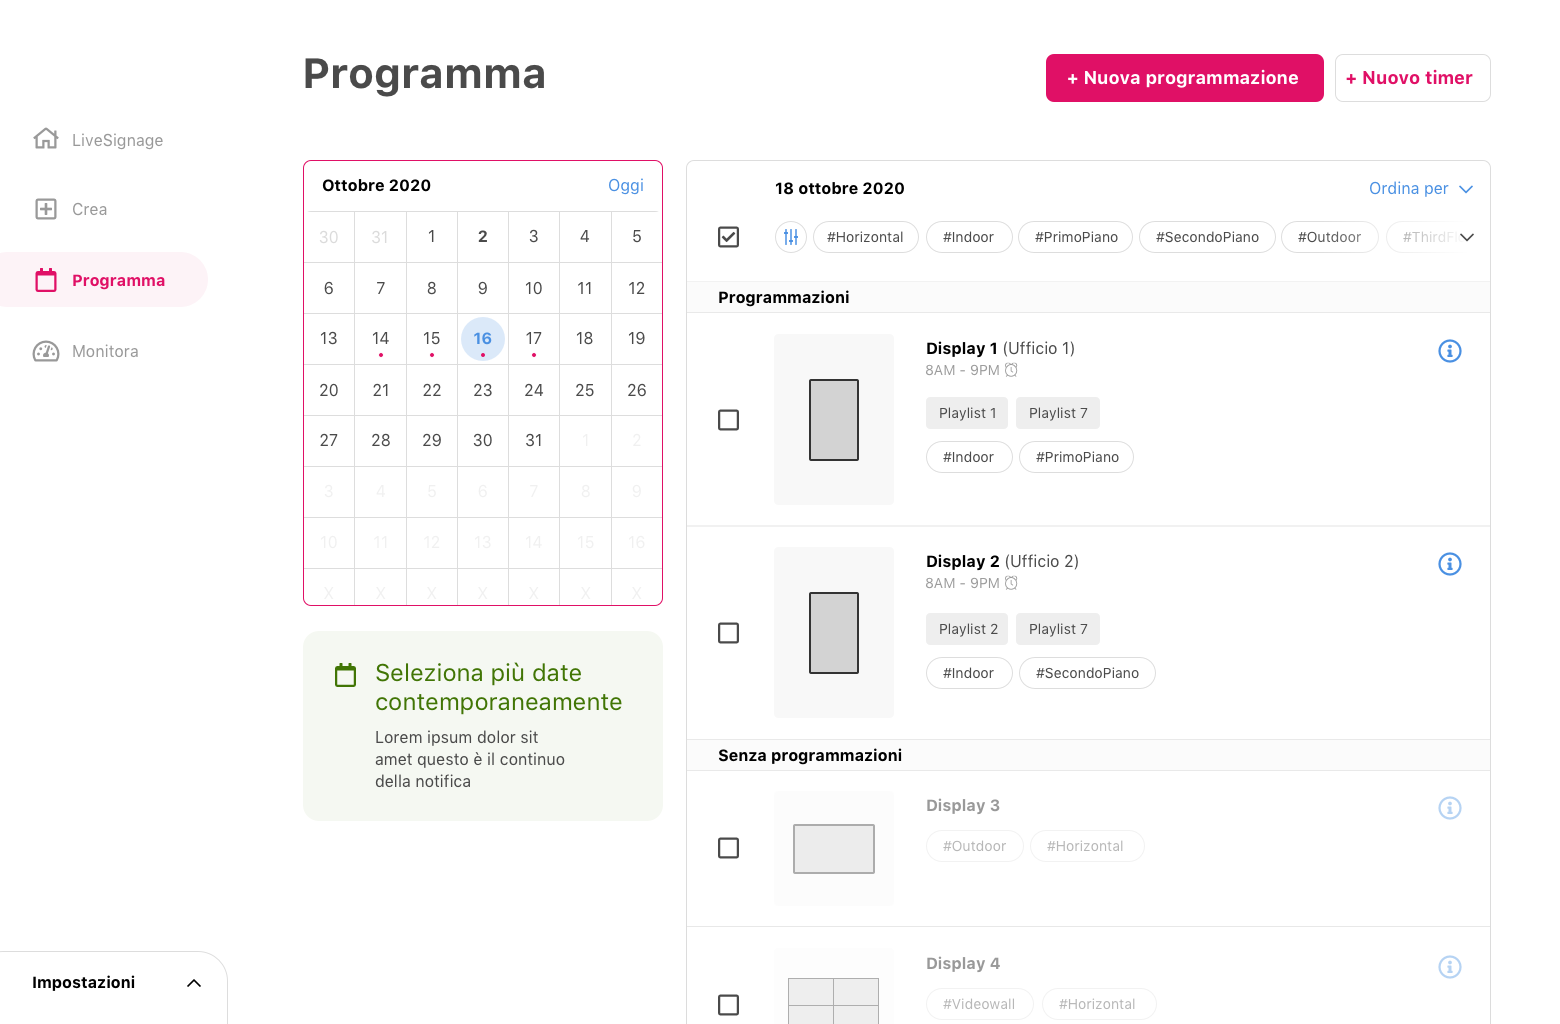 Programma
+ Nuova programmazione
+ Nuovo timer
LiveSignage
Crea
Programma
Monitora
Impostazioni
Ottobre 2020 Oggi
30 31 1 2 3 4 5
6 7 8 9 10 11 12
13 14 15 16 17 18 19
20 21 22 23 24 25 26
27 28 29 30 31 1 2
3 4 5 6 7 8 9
10 11 12 13 14 15 16
X X X X X X X
Seleziona più date
contemporaneamente
Lorem ipsum dolor sit
amet questo è il continuo
della notifica
18 ottobre 2020 Ordina per
#Horizontal #Indoor #PrimoPiano #SecondoPiano #Outdoor
Programmazioni
Display 1 (Ufficio 1)
8AM - 9PM
Playlist 1 Playlist 7
#Indoor #PrimoPiano
Display 2 (Ufficio 2)
8AM - 9PM
Playlist 2 Playlist 7
#Indoor #SecondoPiano
Senza programmazioni
Display 3
#Outdoor #Horizontal
Display 4
#Videowall #Horizontal